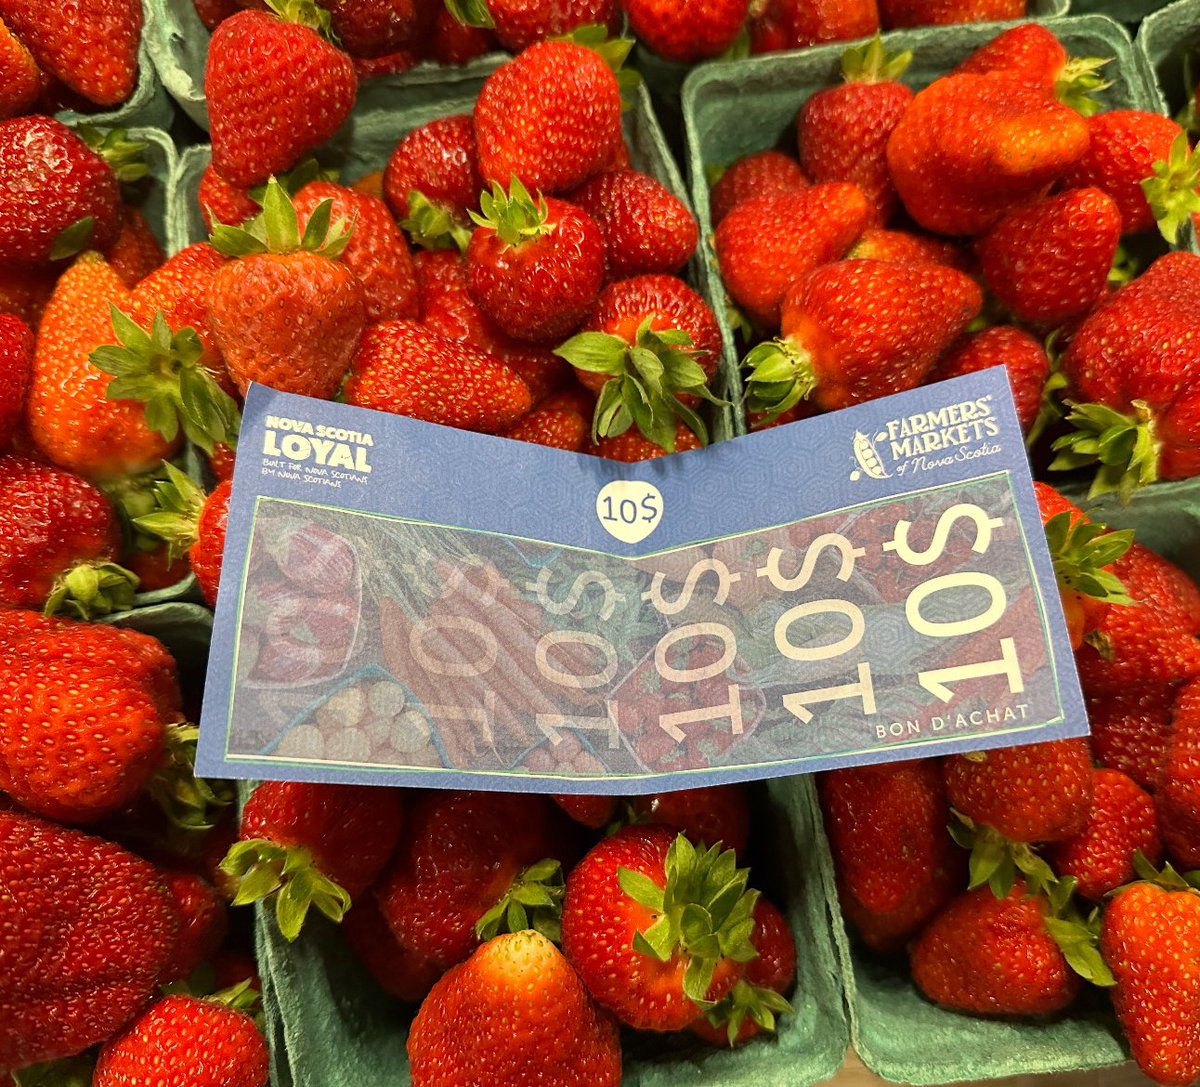 NOVA SCOTIA
LOYAL
BUILT FOR NOVA SCOTIANS
BY NOVA SCOTIANS
FARMERS'
MARKETS
of Nova Scotia
10$
10$
10$
10$
10$
10$
BON D'ACHAT